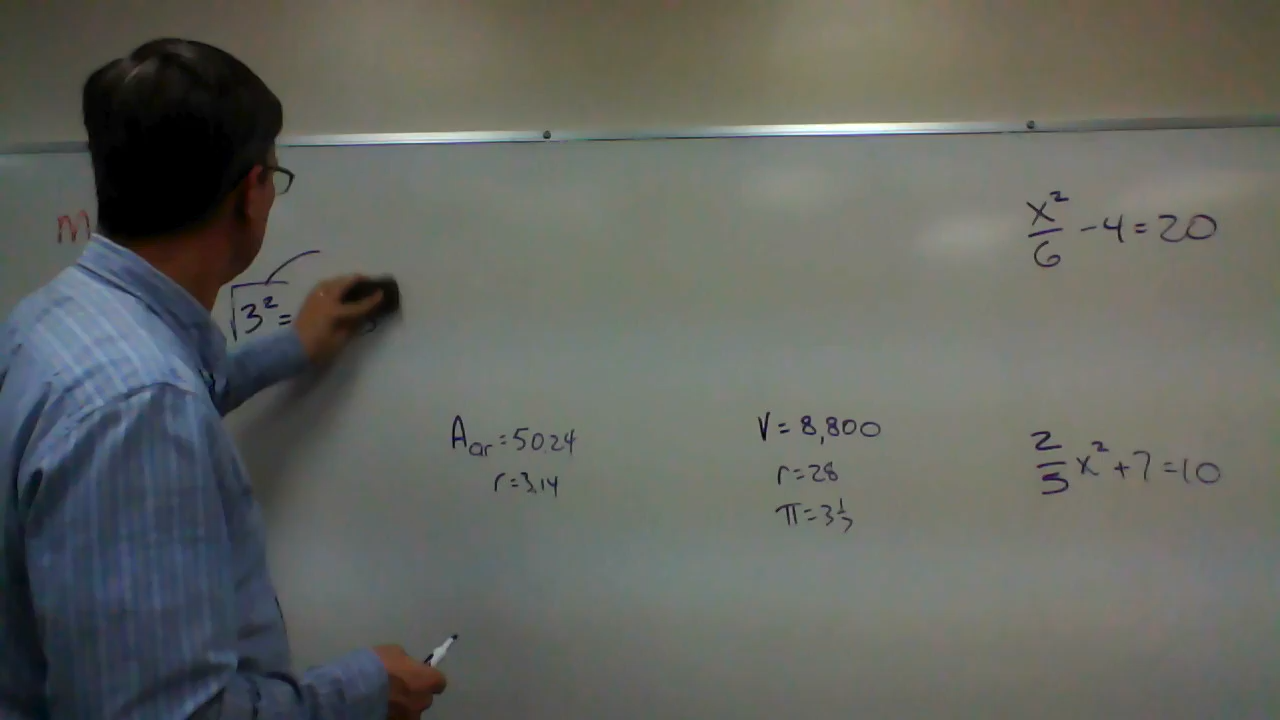 m
√3² =
x²/6 - 4 = 20
A_ar = 50.24
r = 3.14
V = 8,800
r = 28
π = 3 1/7
2/5 x² + 7 = 10